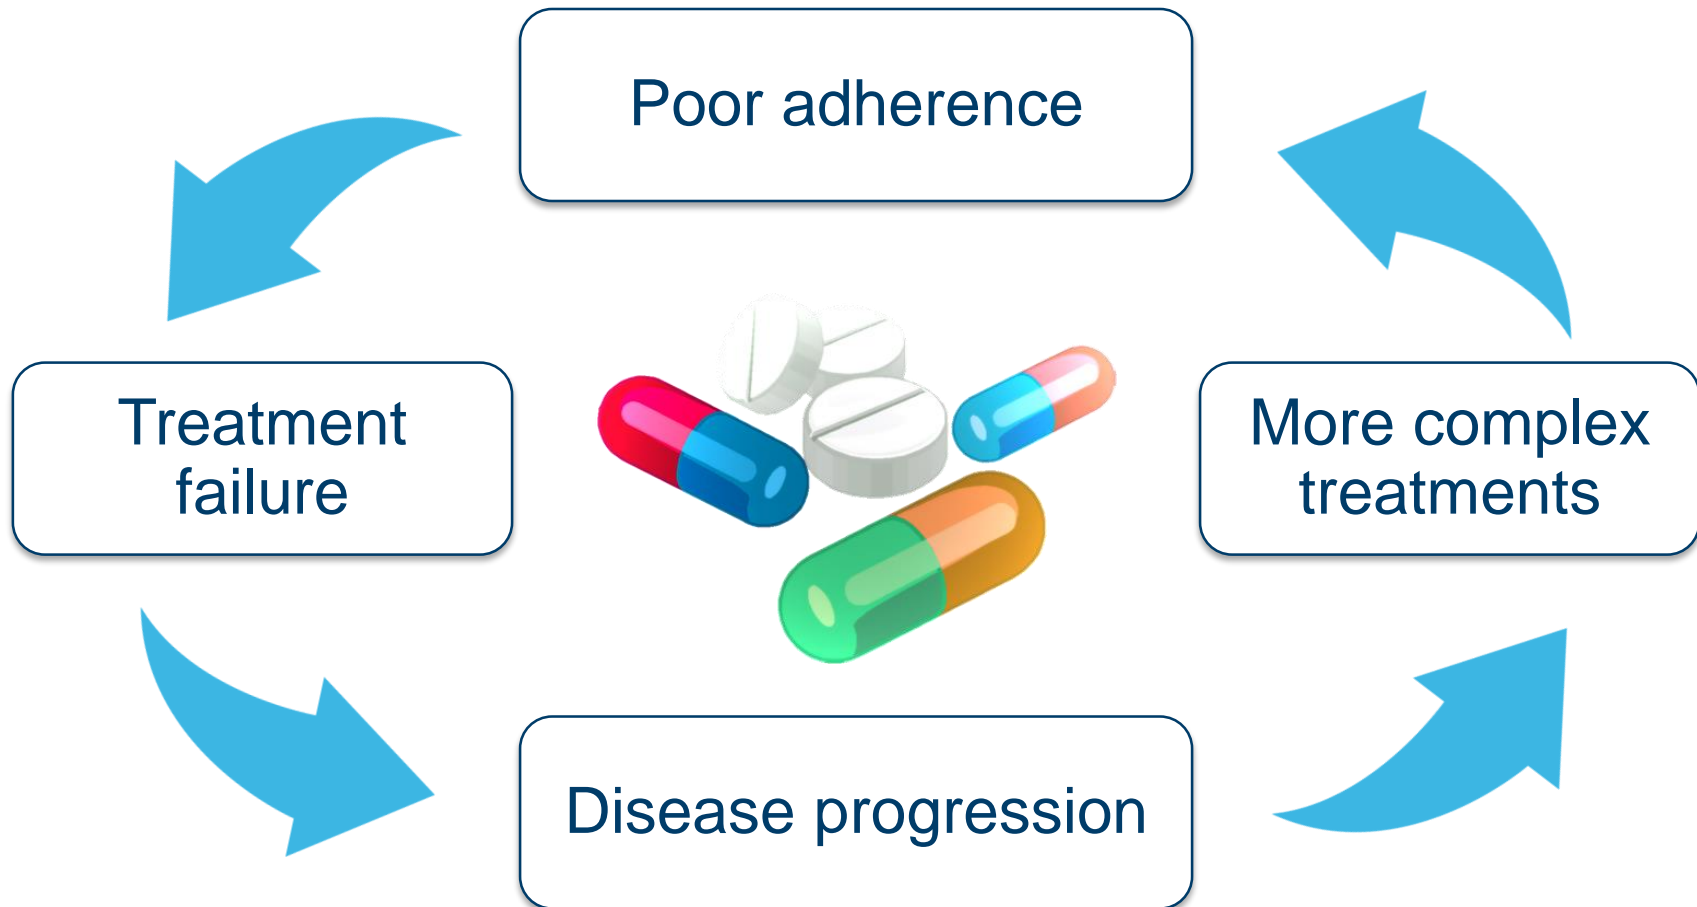 Poor adherence
Treatment
failure
More complex
treatments
Disease progression